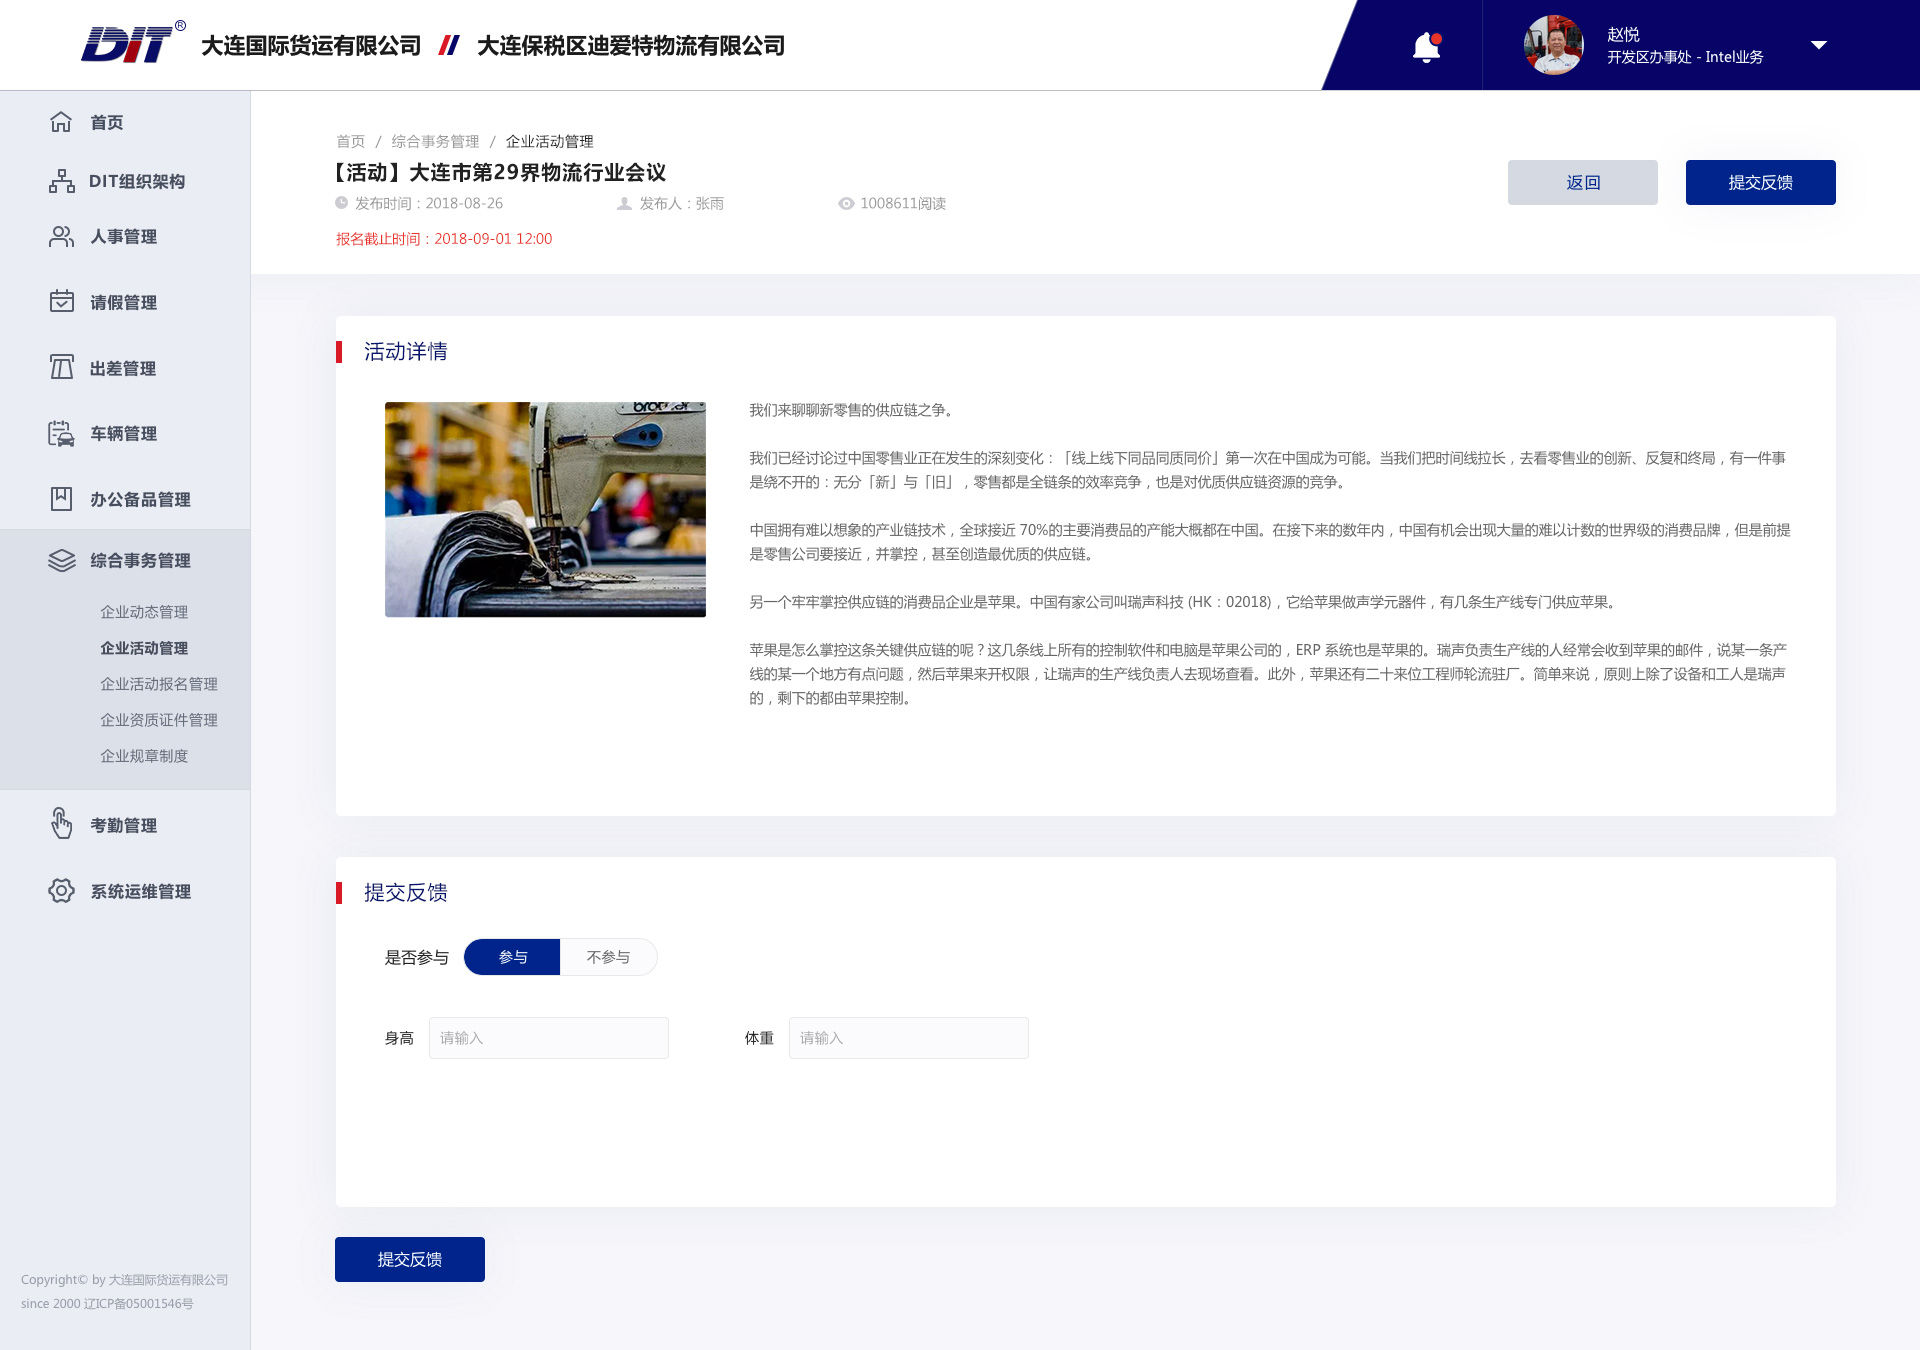 DIT®
大连国际货运有限公司 // 大连保税区迪爱特物流有限公司
赵悦
开发区办事处 - Intel业务
首页
DIT组织架构
人事管理
请假管理
出差管理
车辆管理
办公备品管理
综合事务管理
企业动态管理
企业活动管理
企业活动报名管理
企业资质证件管理
企业规章制度
考勤管理
系统运维管理
Copyright© by 大连国际货运有限公司
since 2000 辽ICP备05001546号
首页 / 综合事务管理 / 企业活动管理
【活动】大连市第29界物流行业会议
发布时间：2018-08-26 发布人：张雨 1008611阅读
报名截止时间：2018-09-01 12:00
返回
提交反馈
活动详情
brother
我们来聊聊新零售的供应链之争。
我们已经讨论过中国零售业正在发生的深刻变化：「线上线下同品同质同价」第一次在中国成为可能。当我们把时间线拉长，去看零售业的创新、反复和终局，有一件事
是绕不开的：无分「新」与「旧」，零售都是全链条的效率竞争，也是对优质供应链资源的竞争。
中国拥有难以想象的产业链技术，全球接近 70%的主要消费品的产能大概都在中国。在接下来的数年内，中国有机会出现大量的难以计数的世界级的消费品牌，但是前提
是零售公司要接近，并掌控，甚至创造最优质的供应链。
另一个牢牢掌控供应链的消费品企业是苹果。中国有家公司叫瑞声科技 (HK：02018)，它给苹果做声学元器件，有几条生产线专门供应苹果。
苹果是怎么掌控这条关键供应链的呢？这几条线上所有的控制软件和电脑是苹果公司的，ERP 系统也是苹果的。瑞声负责生产线的人经常会收到苹果的邮件，说某一条产
线的某一个地方有点问题，然后苹果来开权限，让瑞声的生产线负责人去现场查看。此外，苹果还有二十来位工程师轮流驻厂。简单来说，原则上除了设备和工人是瑞声
的，剩下的都由苹果控制。
提交反馈
是否参与 参与 不参与
身高 请输入 体重 请输入
提交反馈